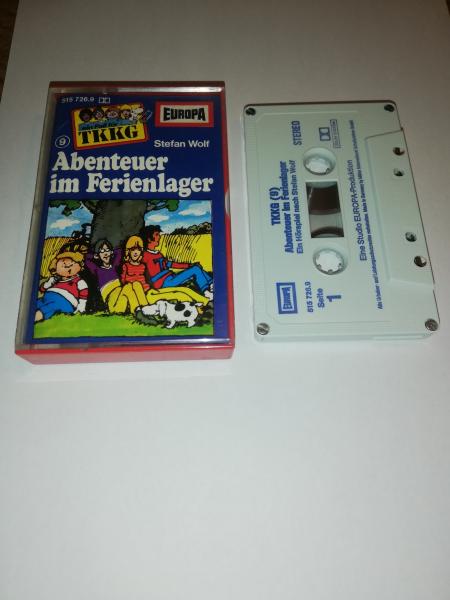 515 726.9
EUROPA
TKKG
9
Stefan Wolf
Abenteuer
im Ferienlager
TKKG (9)
Abenteuer im Ferienlager
Ein Hörspiel nach Stefan Wolf
STEREO
EUROPA
515 726.9
Seite
1
Eine Studio EUROPA-Produktion